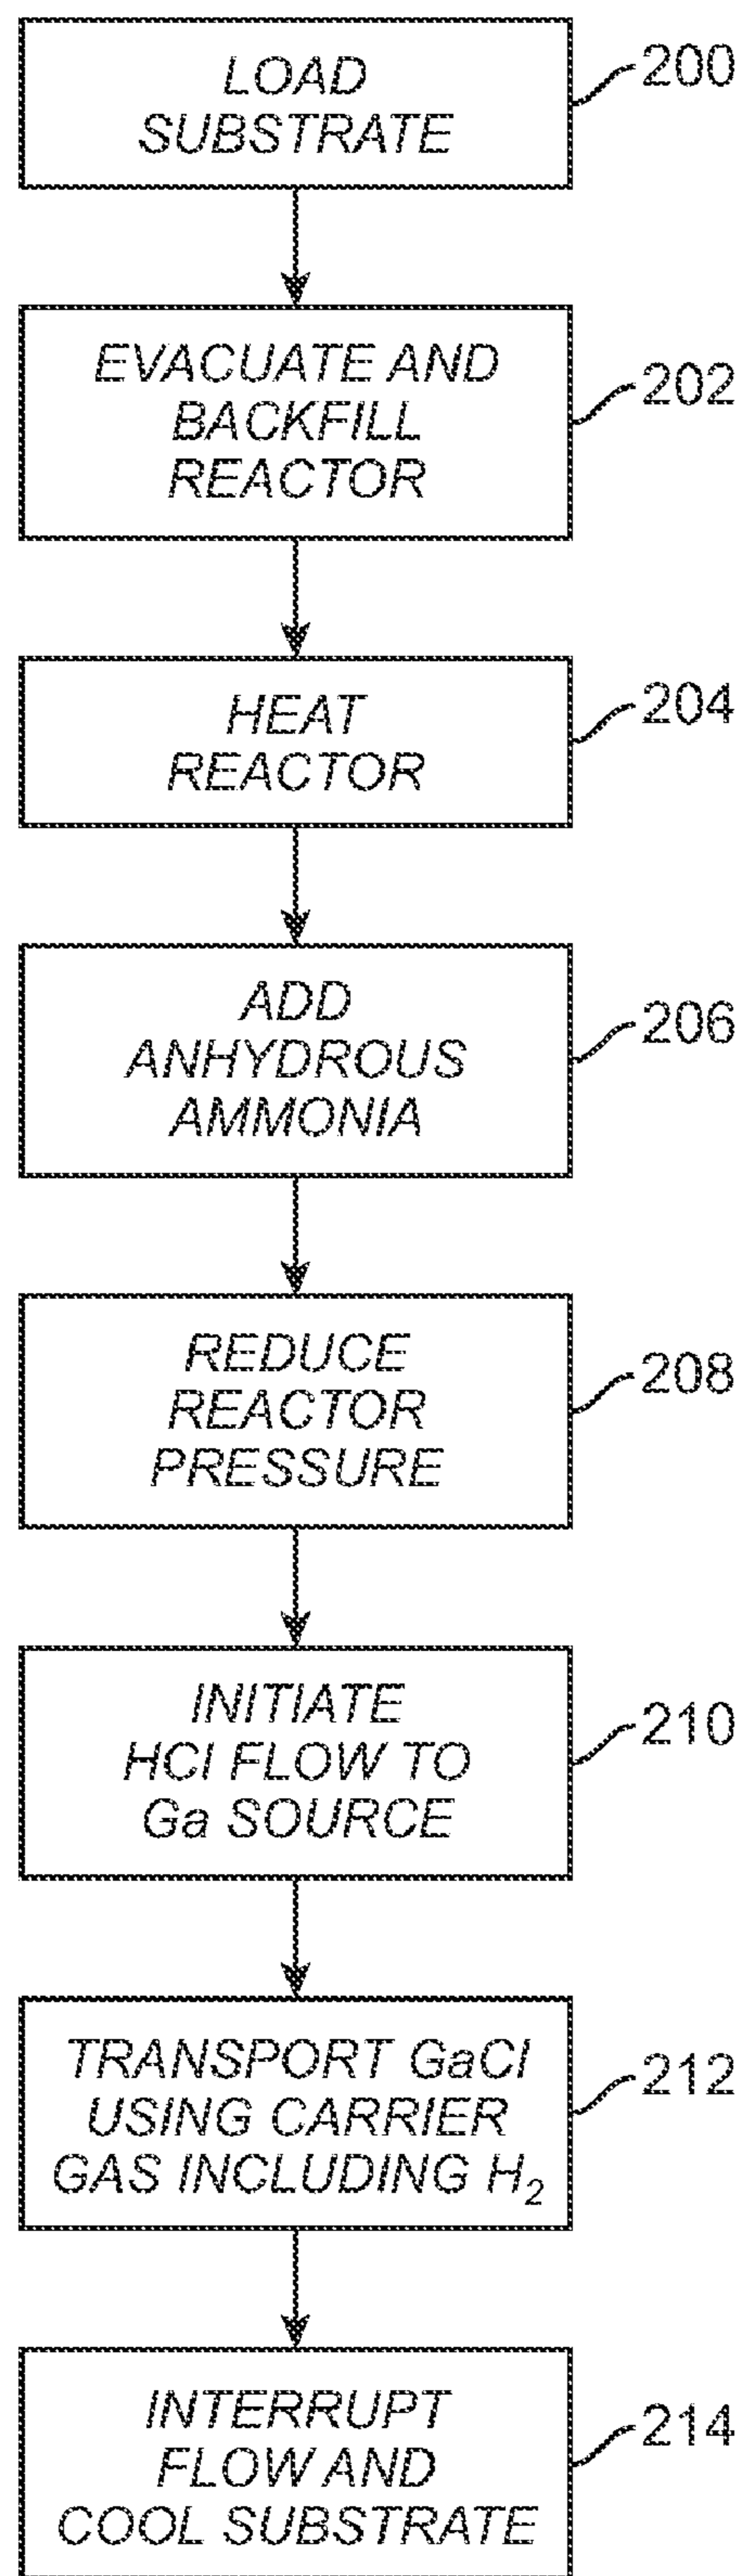 LOAD
SUBSTRATE
200
EVACUATE AND
BACKFILL
REACTOR
202
HEAT
REACTOR
204
ADD
ANHYDROUS
AMMONIA
206
REDUCE
REACTOR
PRESSURE
208
INITIATE
HCl FLOW TO
Ga SOURCE
210
TRANSPORT GaCl
USING CARRIER
GAS INCLUDING H₂
212
INTERRUPT
FLOW AND
COOL SUBSTRATE
214